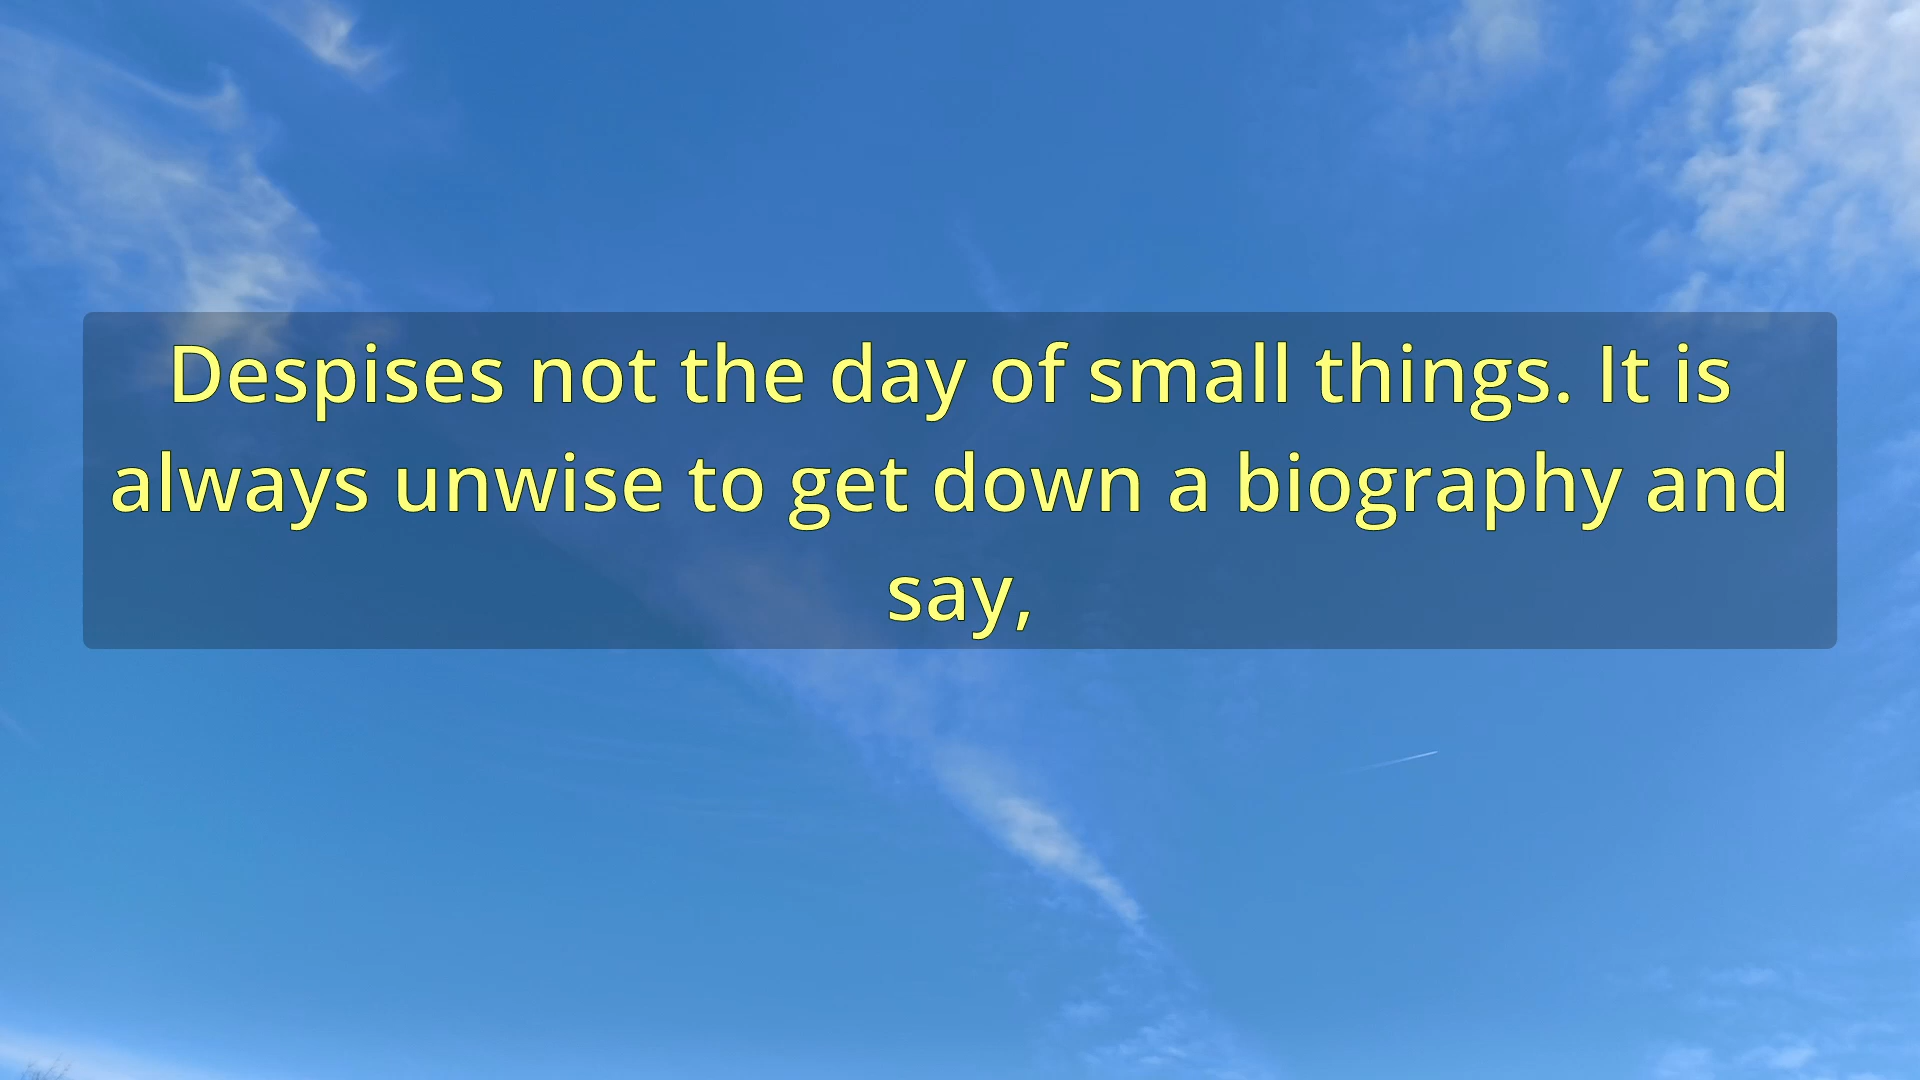 Despises not the day of small things. It is
always unwise to get down a biography and
say,